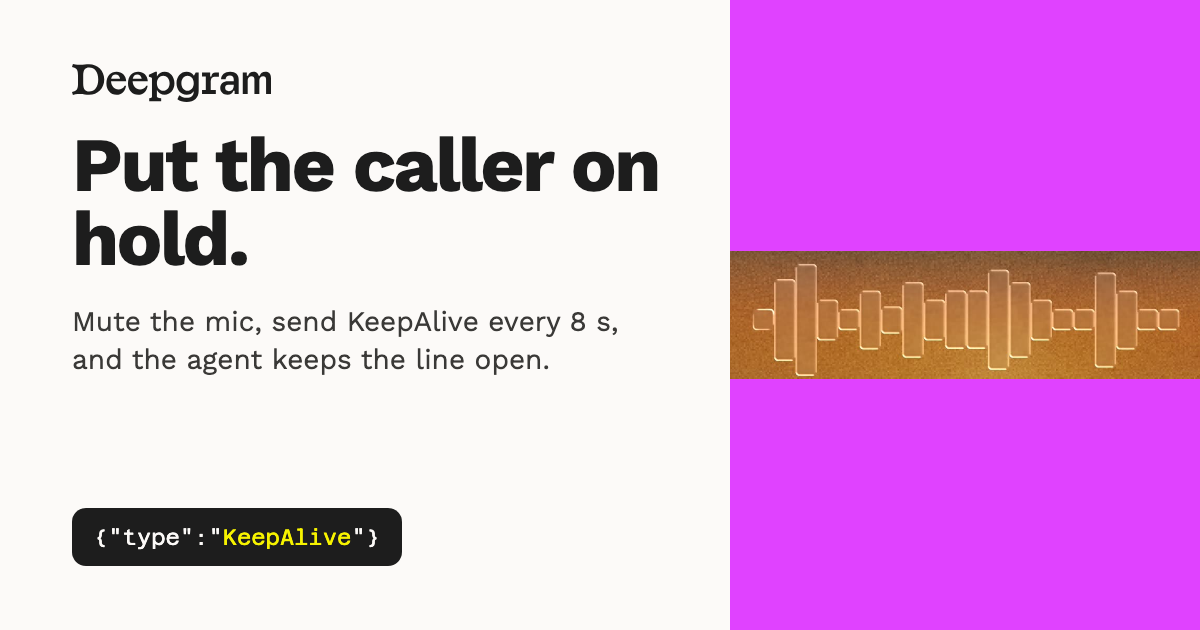 Deepgram
Put the caller on
hold.
Mute the mic, send KeepAlive every 8 s,
and the agent keeps the line open.
{"type":"KeepAlive"}